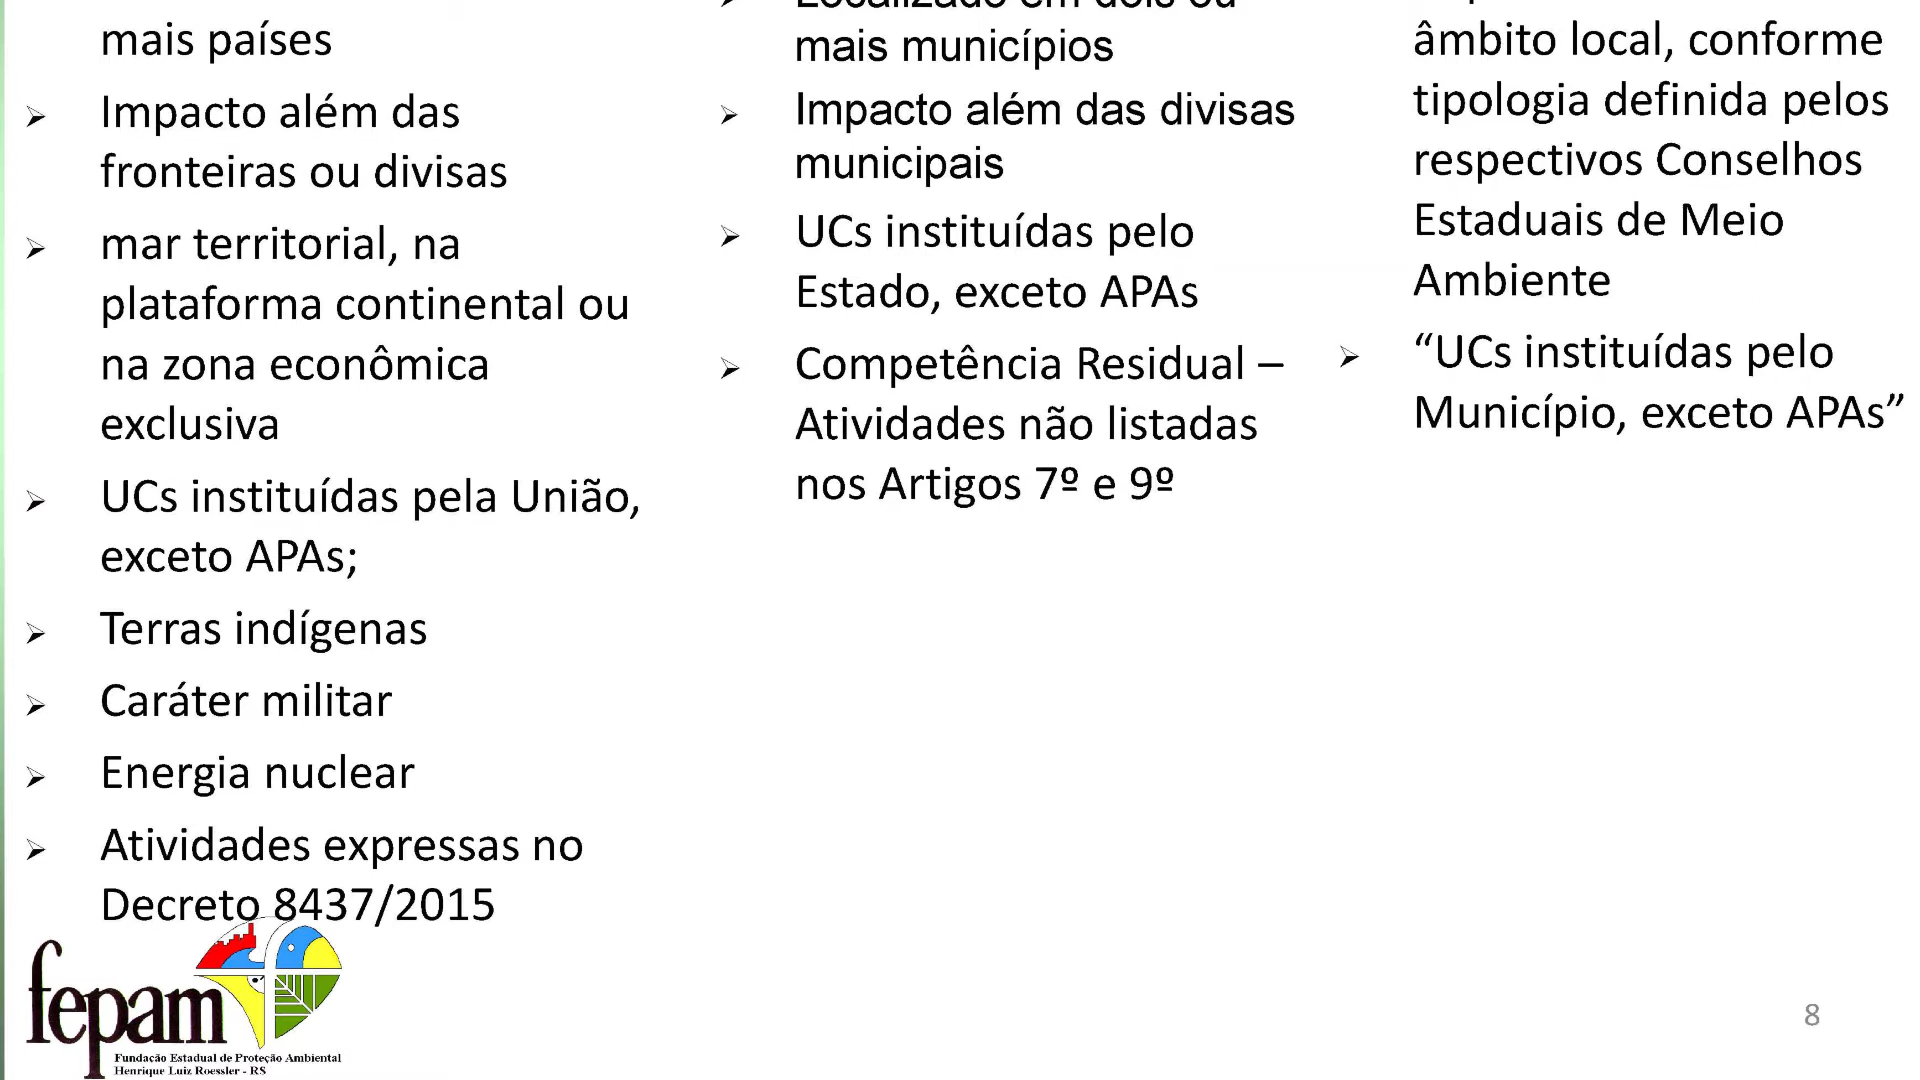 mais países
➢ Impacto além das
fronteiras ou divisas
➢ mar territorial, na
plataforma continental ou
na zona econômica
exclusiva
➢ UCs instituídas pela União,
exceto APAs;
➢ Terras indígenas
➢ Caráter militar
➢ Energia nuclear
➢ Atividades expressas no
Decreto 8437/2015
➢ Localizado em dois ou
mais municípios
➢ Impacto além das divisas
municipais
➢ UCs instituídas pelo
Estado, exceto APAs
➢ Competência Residual –
Atividades não listadas
nos Artigos 7º e 9º
âmbito local, conforme
tipologia definida pelos
respectivos Conselhos
Estaduais de Meio
Ambiente
➢ “UCs instituídas pelo
Município, exceto APAs”
fepam
Fundação Estadual de Proteção Ambiental
Henrique Luiz Roessler - RS
8